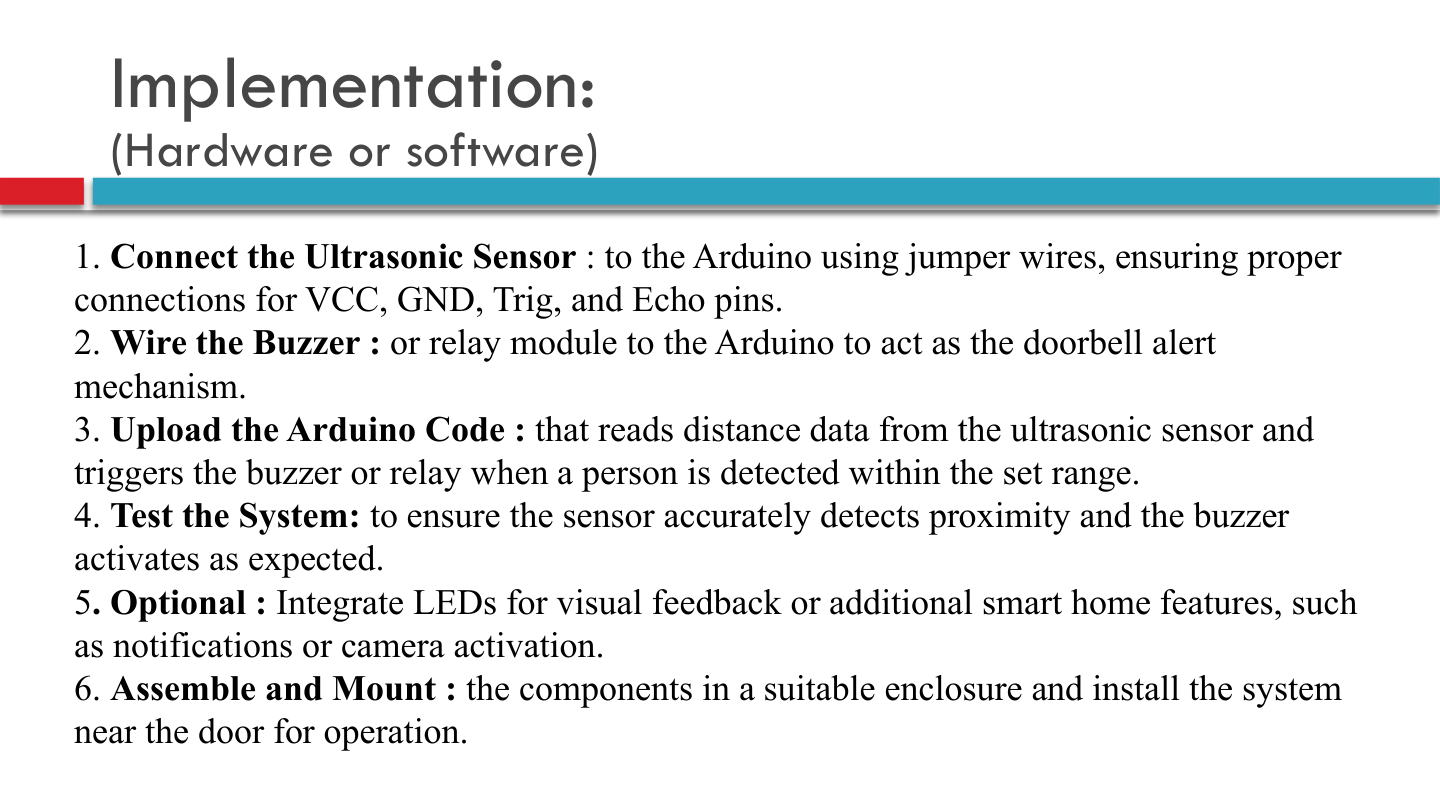 Implementation:
(Hardware or software)
1. Connect the Ultrasonic Sensor : to the Arduino using jumper wires, ensuring proper
connections for VCC, GND, Trig, and Echo pins.
2. Wire the Buzzer : or relay module to the Arduino to act as the doorbell alert
mechanism.
3. Upload the Arduino Code : that reads distance data from the ultrasonic sensor and
triggers the buzzer or relay when a person is detected within the set range.
4. Test the System: to ensure the sensor accurately detects proximity and the buzzer
activates as expected.
5. Optional : Integrate LEDs for visual feedback or additional smart home features, such
as notifications or camera activation.
6. Assemble and Mount : the components in a suitable enclosure and install the system
near the door for operation.